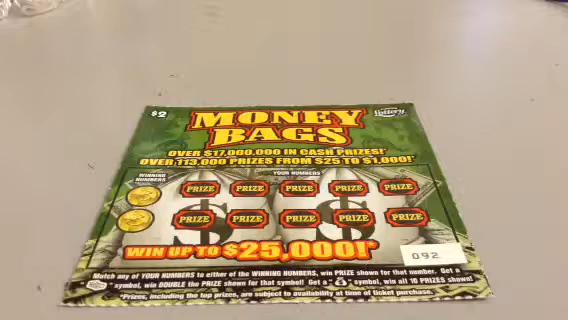 $2
MONEY
BAGS
lottery
OVER $17,000,000 IN CASH PRIZES!*
OVER 113,000 PRIZES FROM $25 TO $1,000!*
WINNING
NUMBERS
YOUR NUMBERS
PRIZE PRIZE PRIZE PRIZE PRIZE
PRIZE PRIZE PRIZE PRIZE PRIZE
WIN UP TO $25,000!*
092
Match any of YOUR NUMBERS to either of the WINNING NUMBERS, win PRIZE shown for that number. Get a
" " symbol, win DOUBLE the PRIZE shown for that symbol! Get a " " symbol, win all 10 PRIZES shown!
*Prizes, including the top prizes, are subject to availability at time of ticket purchase.